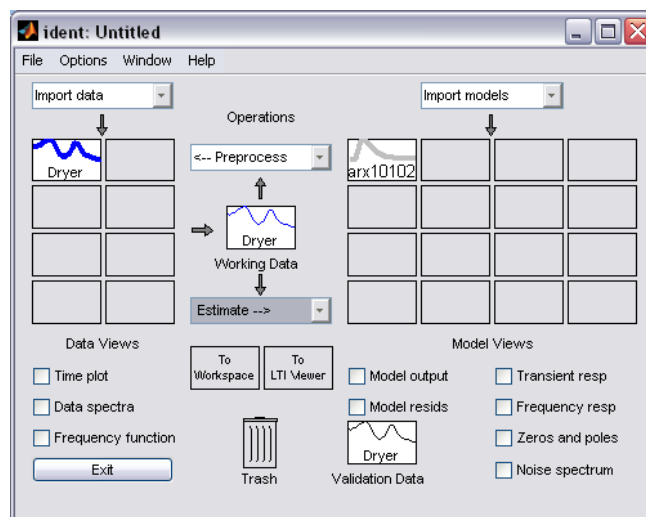 ident: Untitled
File Options Window Help
Import data
Import models
Operations
Dryer
<-- Preprocess
arx10102
Dryer
Working Data
Estimate -->
Data Views
Model Views
To Workspace
To LTI Viewer
Time plot
Data spectra
Frequency function
Exit
Trash
Model output
Model resids
Dryer
Validation Data
Transient resp
Frequency resp
Zeros and poles
Noise spectrum